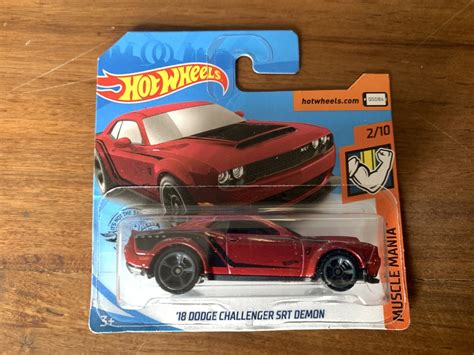 HOT WHEELS
hotwheels.com
2/10
MUSCLE MANIA
3+
'18 DODGE CHALLENGER SRT DEMON